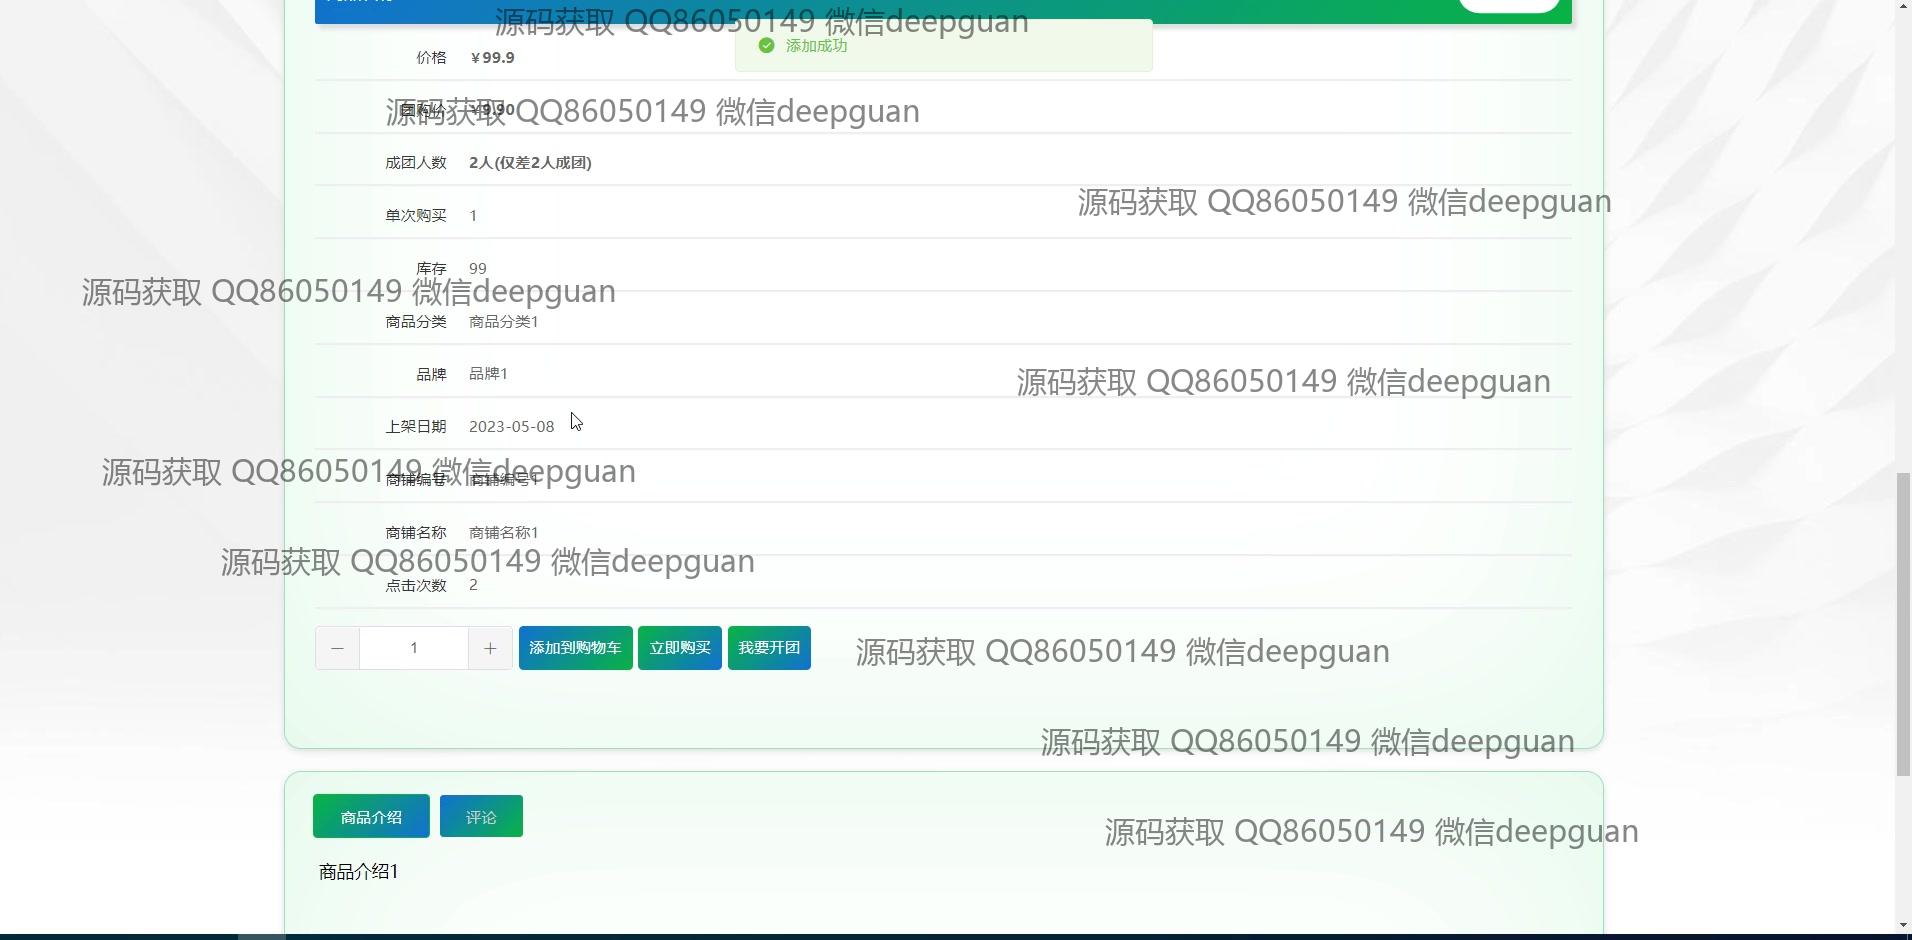 源码获取 QQ86050149 微信deepguan
添加成功
价格 ￥99.9
团购价 ￥9.90
源码获取 QQ86050149 微信deepguan
成团人数 2人(仅差2人成团)
源码获取 QQ86050149 微信deepguan
单次购买 1
库存 99
源码获取 QQ86050149 微信deepguan
商品分类 商品分类1
品牌 品牌1
源码获取 QQ86050149 微信deepguan
上架日期 2023-05-08
源码获取 QQ86050149 微信deepguan
商铺编号 商铺编号1
商铺名称 商铺名称1
源码获取 QQ86050149 微信deepguan
点击次数 2
− 1 + 添加到购物车 立即购买 我要开团
源码获取 QQ86050149 微信deepguan
源码获取 QQ86050149 微信deepguan
商品介绍 评论
源码获取 QQ86050149 微信deepguan
商品介绍1